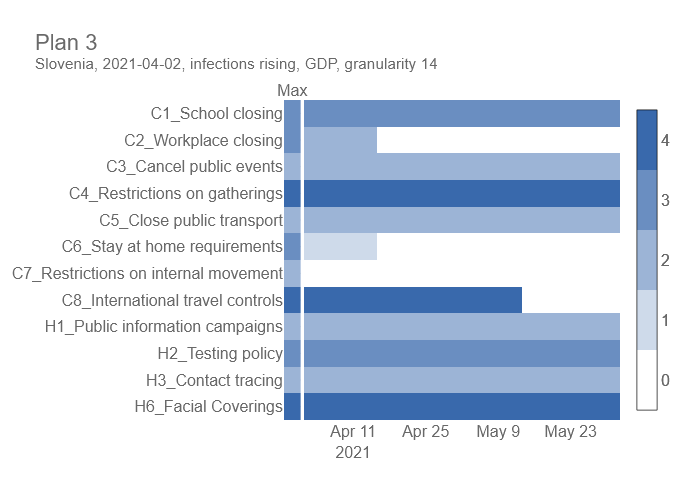 Plan 3
Slovenia, 2021-04-02, infections rising, GDP, granularity 14
Max
C1_School closing
C2_Workplace closing
C3_Cancel public events
C4_Restrictions on gatherings
C5_Close public transport
C6_Stay at home requirements
C7_Restrictions on internal movement
C8_International travel controls
H1_Public information campaigns
H2_Testing policy
H3_Contact tracing
H6_Facial Coverings
Apr 11 Apr 25 May 9 May 23
2021
4
3
2
1
0